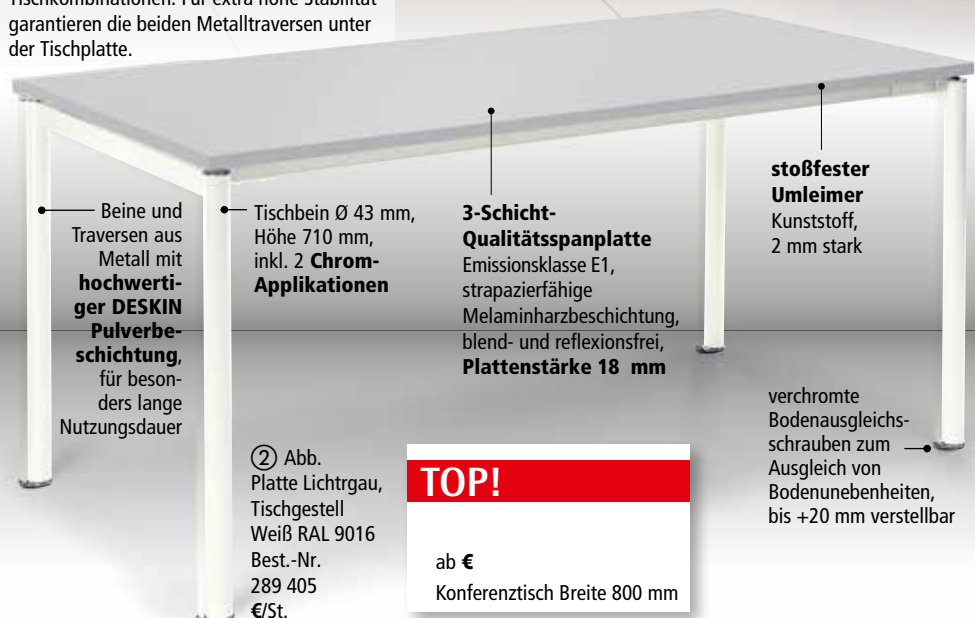 Tischkombinationen. Für extra hohe Stabilität
garantieren die beiden Metalltraversen unter
der Tischplatte.
Beine und
Traversen aus
Metall mit
hochwerti-
ger DESKIN
Pulverbe-
schichtung,
für beson-
ders lange
Nutzungsdauer
Tischbein Ø 43 mm,
Höhe 710 mm,
inkl. 2 Chrom-
Applikationen
3-Schicht-
Qualitätsspanplatte
Emissionsklasse E1,
strapazierfähige
Melaminharzbeschichtung,
blend- und reflexionsfrei,
Plattenstärke 18 mm
stoßfester
Umleimer
Kunststoff,
2 mm stark
verchromte
Bodenausgleichs-
schrauben zum
Ausgleich von
Bodenunebenheiten,
bis +20 mm verstellbar
② Abb.
Platte Lichtrgau,
Tischgestell
Weiß RAL 9016
Best.-Nr.
289 405
€/St.
TOP!
ab €
Konferenztisch Breite 800 mm